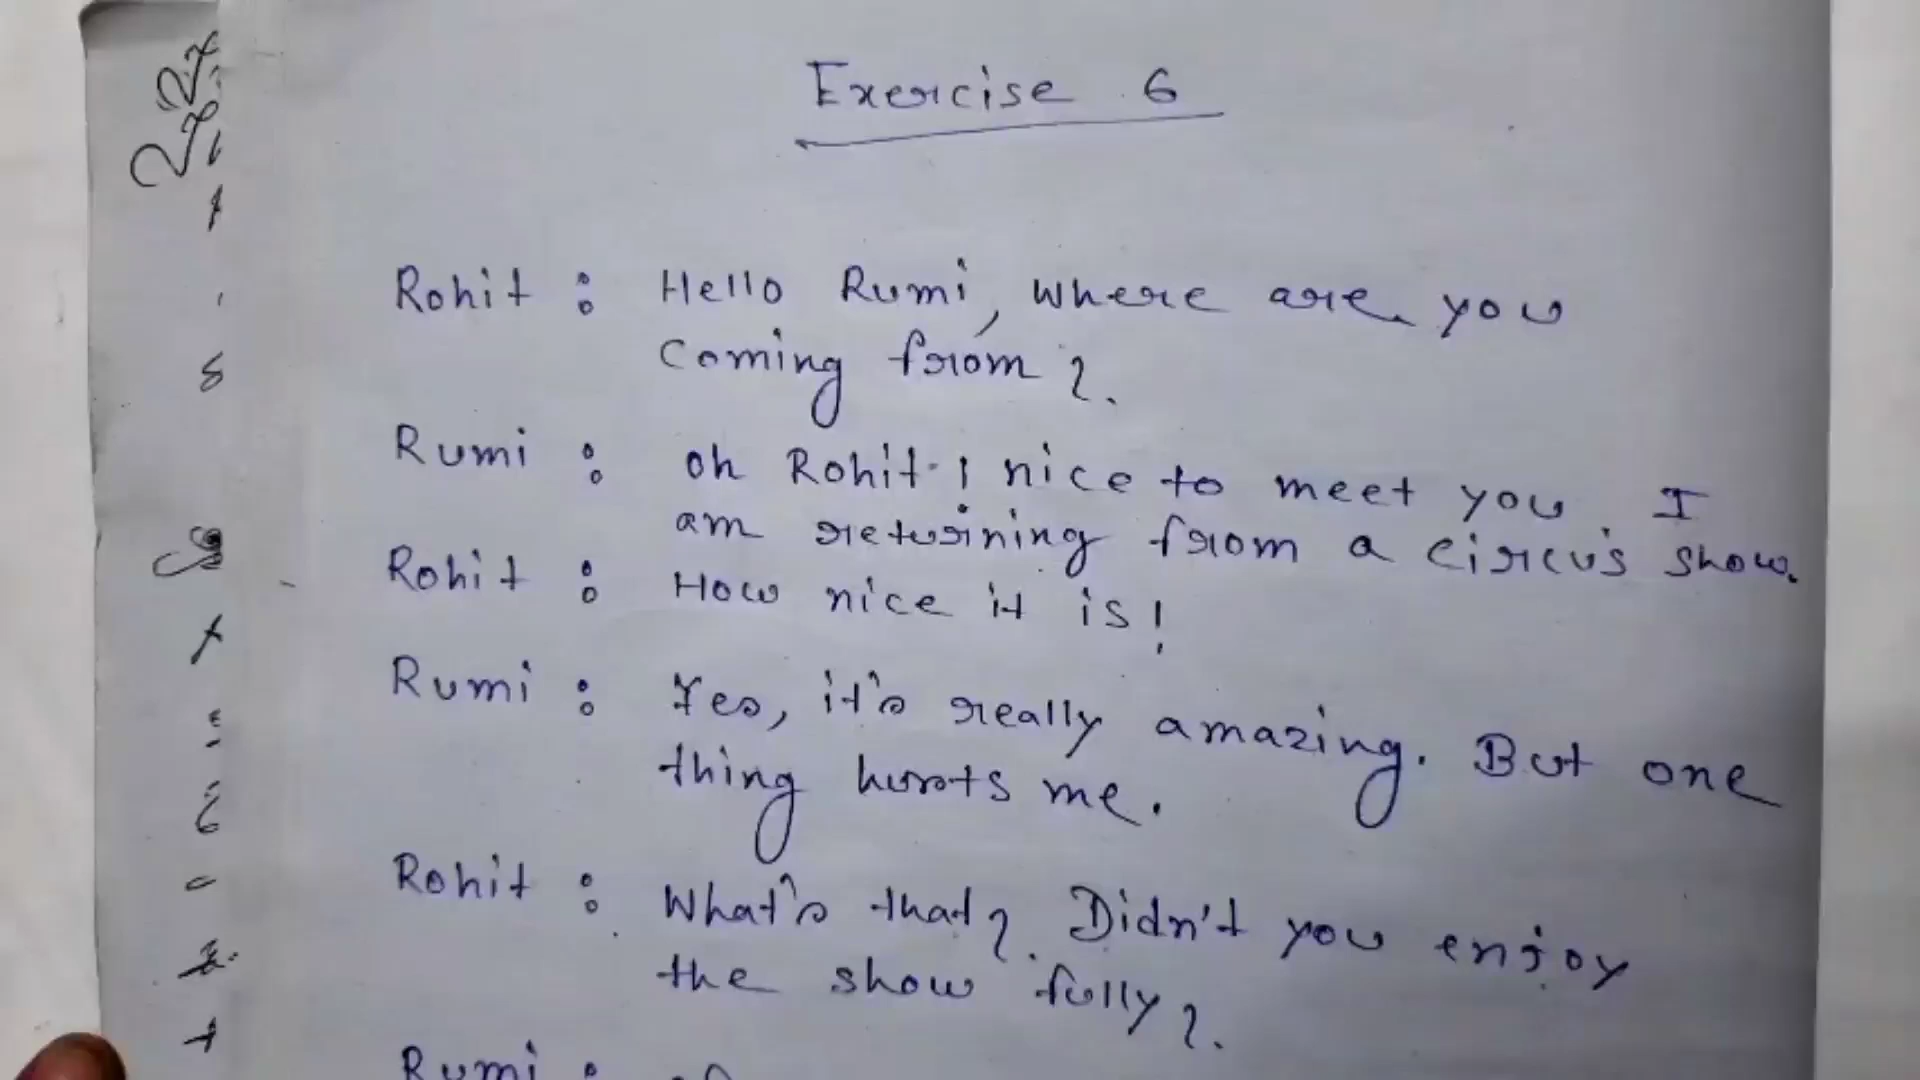 Exercise 6
Rohit : Hello Rumi, where are you
coming from?
Rumi : oh Rohit! nice to meet you. I
am returining from a circus show.
Rohit : How nice it is!
Rumi : Yes, it's really amazing. But one
thing hurts me.
Rohit : What's that? Didn't you enjoy
the show fully?
Rumi :